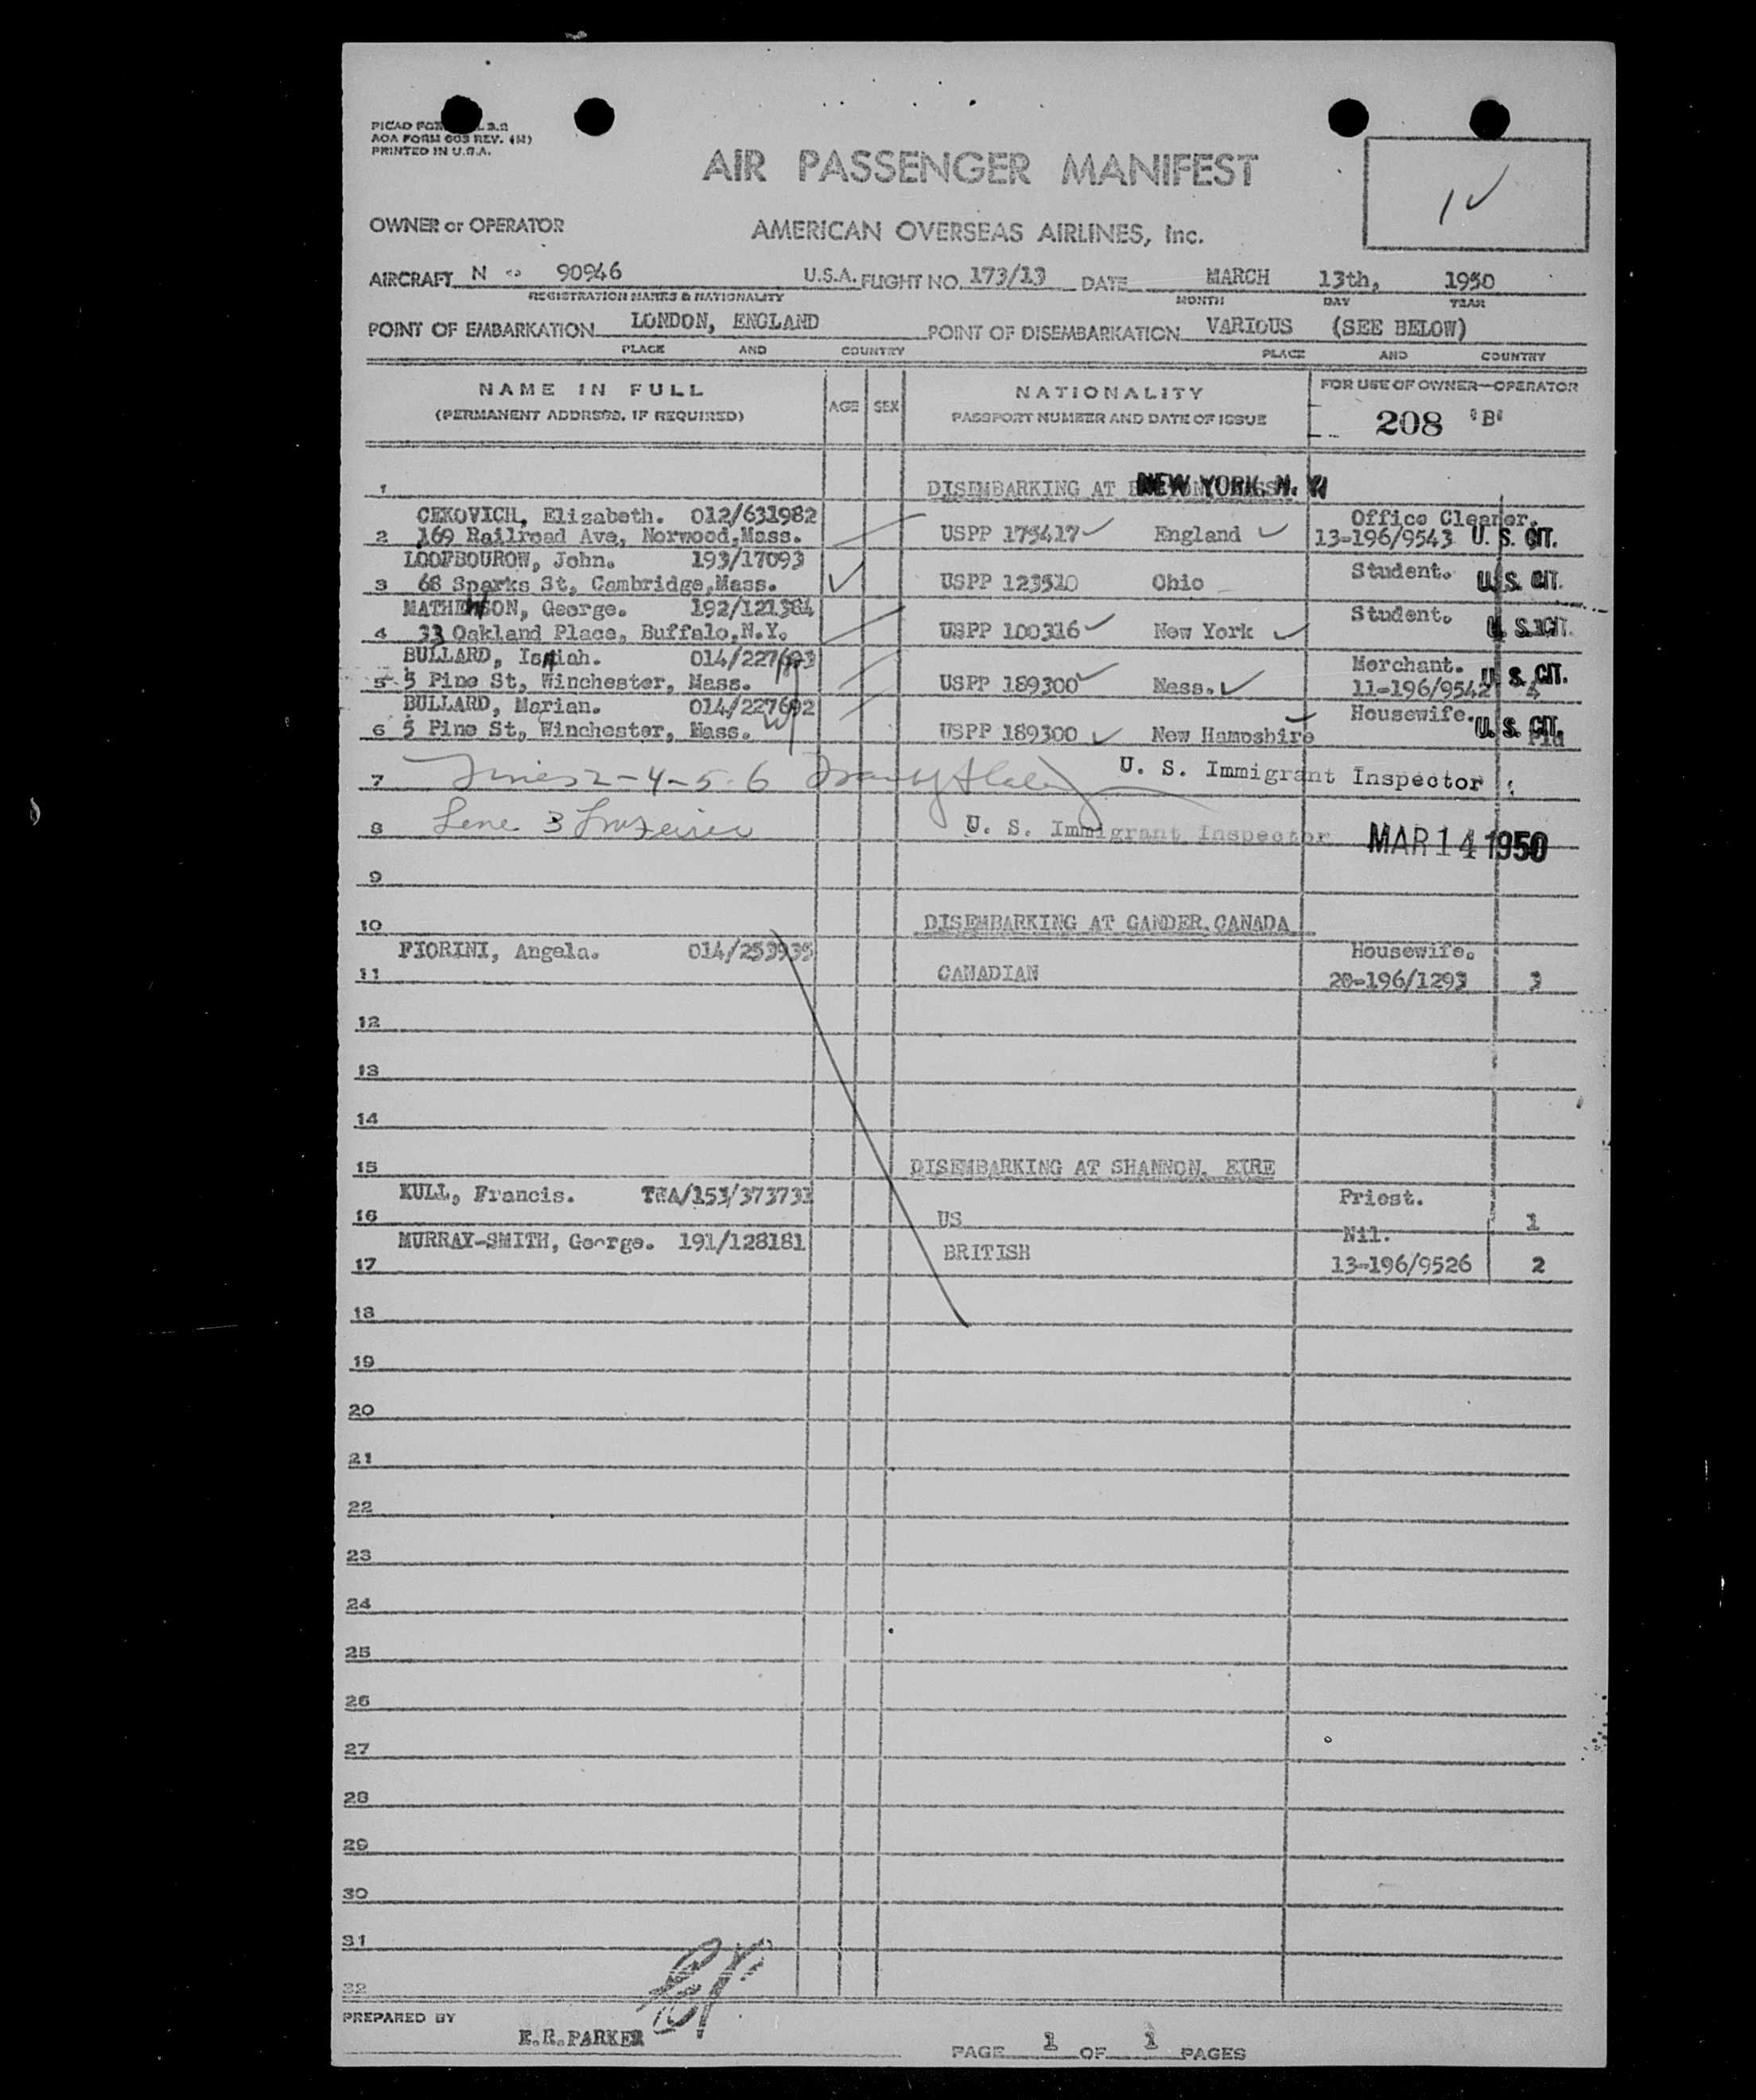 AOA FORM 603 REV. (M)
PRINTED IN U.S.A.
AIR PASSENGER MANIFEST
OWNER or OPERATOR AMERICAN OVERSEAS AIRLINES, Inc.
AIRCRAFT N 90946 U.S.A. FLIGHT NO. 173/13 DATE MARCH 13th, 1950
REGISTRATION MARKS & NATIONALITY MONTH DAY YEAR
POINT OF EMBARKATION LONDON, ENGLAND POINT OF DISEMBARKATION VARIOUS (SEE BELOW)
PLACE AND COUNTRY PLACE AND COUNTRY
NAME IN FULL AGE SEX NATIONALITY FOR USE OF OWNER-OPERATOR
(PERMANENT ADDRESS, IF REQUIRED) PASSPORT NUMBER AND DATE OF ISSUE 208 'B'
1 DISEMBARKING AT NEW YORK, N. Y.
CEKOVICH, Elizabeth. 012/631982 Office Cleaner.
2 169 Railroad Ave, Norwood, Mass. USPP 175417 England 13-196/9543 U. S. CIT.
LOOFBOUROW, John. 193/17093 Student.
3 68 Sparks St, Cambridge, Mass. USPP 123510 Ohio U. S. CIT.
George. 192/121384 Student.
4 33 Oakland Place, Buffalo, N.Y. USPP 100316 New York U. S. CIT.
BULLARD, Merchant.
5 5 Pine St, Winchester, Mass. USPP 189300 Mass. 11-196/9542 U. S. CIT. 4
BULLARD, Marian. Housewife.
6 5 Pine St, Winchester, Mass. USPP 189300 New Hampshire U. S. CIT.
7 Lines 2-4-5-6 U. S. Immigrant Inspector
8 Line 3 U. S. Immigrant Inspector MAR 14 1950
9
10 DISEMBARKING AT GANDER, CANADA
FIORINI, Angela. 014/253935 Housewife.
11 CANADIAN 20-196/1293 3
12
13
14
15 DISEMBARKING AT SHANNON, EIRE
KULL, Francis. Priest.
16 US 1
MURRAY-SMITH, George. 191/128181 Nil.
17 BRITISH 13-196/9526 2
18
19
20
21
22
23
24
25
26
27
28
29
30
31
32
PREPARED BY
E.R.PARKER
PAGE 1 OF 1 PAGES